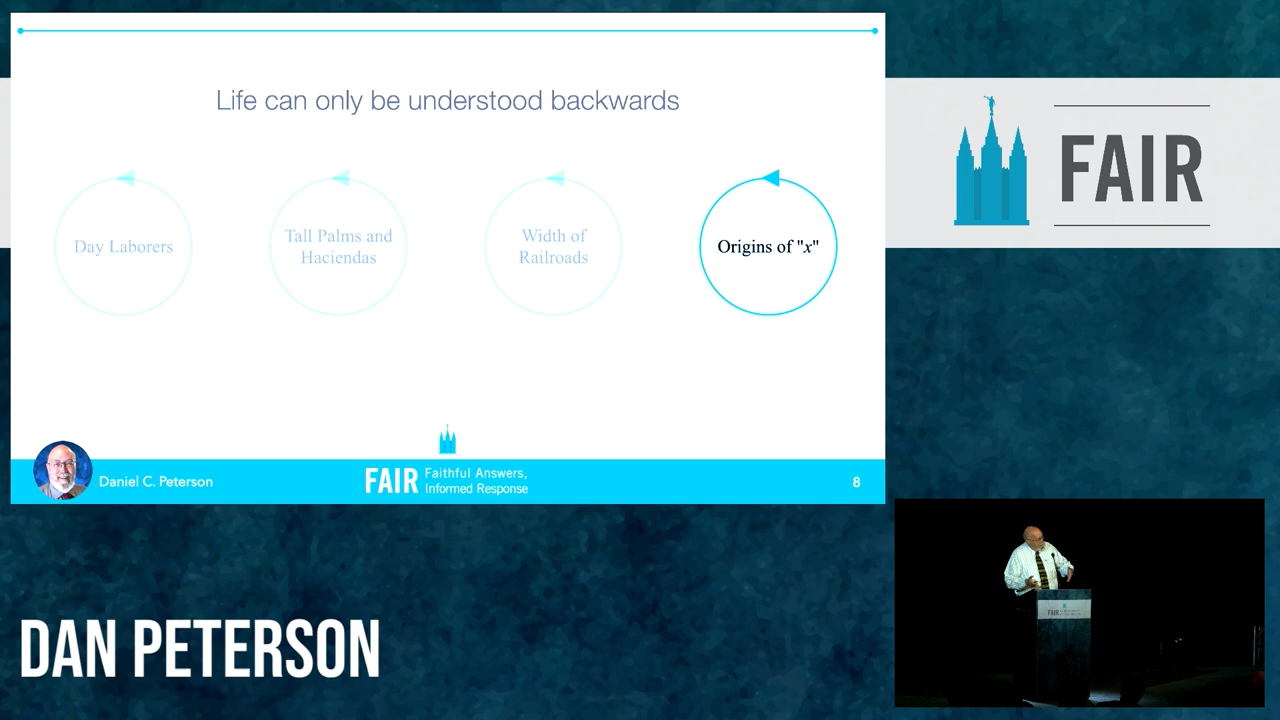 Life can only be understood backwards
Day Laborers
Tall Palms and
Haciendas
Width of
Railroads
Origins of "x"
Daniel C. Peterson
FAIR
Faithful Answers,
Informed Response
8
FAIR
DAN PETERSON
FAIR